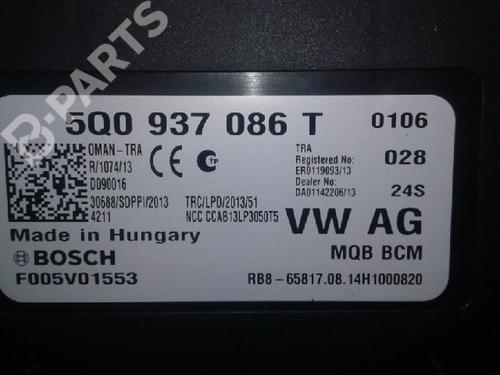 5Q0 937 086 T 0106
OMAN-TRA
R/1074/13
D090016
30688/SDPPI/2013
4211
TRC/LPD/2013/51
NCC CCAB13LP3050T5
TRA
Registered No:
ER0119093/13
Dealer No:
DA01142206/13
028
24S
Made in Hungary
VW AG
BOSCH
MQB BCM
F005V01553
RB8-65817.08.14H1000820
B-PARTS